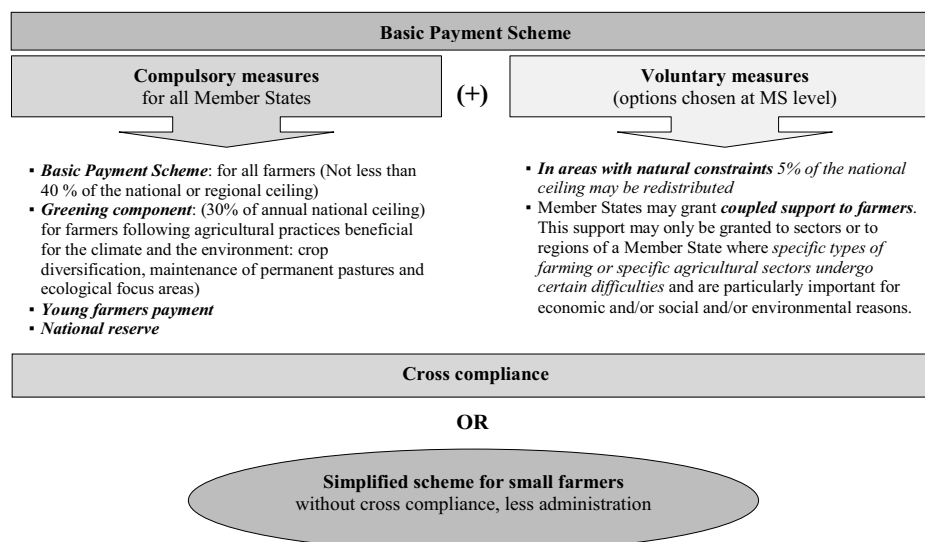 Basic Payment Scheme
Compulsory measures
for all Member States
(+)
Voluntary measures
(options chosen at MS level)
▪ Basic Payment Scheme: for all farmers (Not less than
40 % of the national or regional ceiling)
▪ Greening component: (30% of annual national ceiling)
for farmers following agricultural practices beneficial
for the climate and the environment: crop
diversification, maintenance of permanent pastures and
ecological focus areas)
▪ Young farmers payment
▪ National reserve
▪ In areas with natural constraints 5% of the national
ceiling may be redistributed
▪ Member States may grant coupled support to farmers.
This support may only be granted to sectors or to
regions of a Member State where specific types of
farming or specific agricultural sectors undergo
certain difficulties and are particularly important for
economic and/or social and/or environmental reasons.
Cross compliance
OR
Simplified scheme for small farmers
without cross compliance, less administration